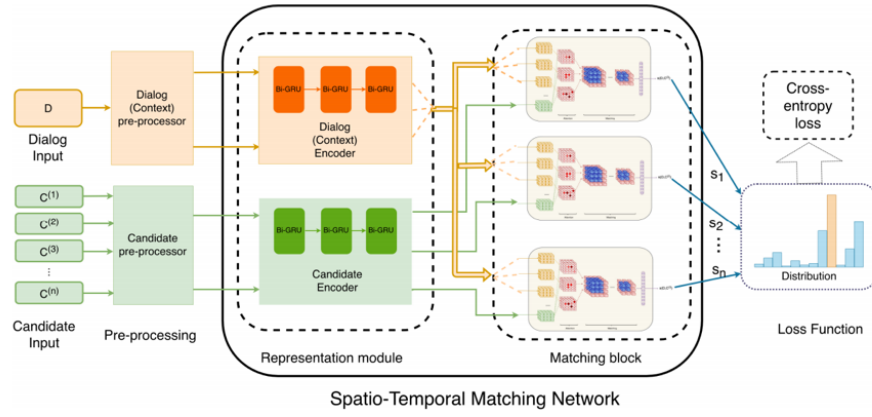 D
Dialog
Input
Dialog
(Context)
pre-processor
Bi-GRU
Bi-GRU
Bi-GRU
Dialog
(Context)
Encoder
C(1)
C(2)
C(3)
⋮
C(n)
Candidate
Input
Candidate
pre-processor
Pre-processing
Bi-GRU
Bi-GRU
Bi-GRU
Candidate
Encoder
Representation module
Matching block
S1
S2
⋮
Sn
Cross-
entropy
loss
Distribution
Loss Function
Spatio-Temporal Matching Network